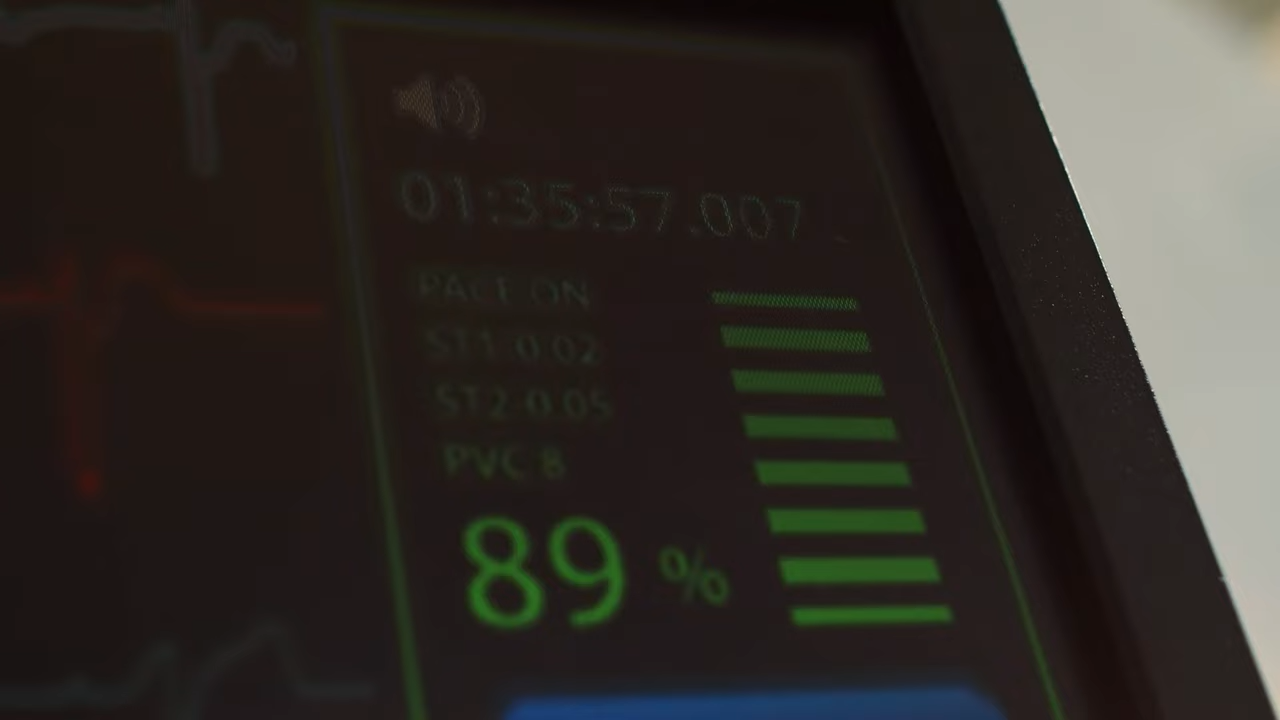 01:35:57.007
PACE ON
ST1-0.02
ST2-0.05
PVC 8
89 %